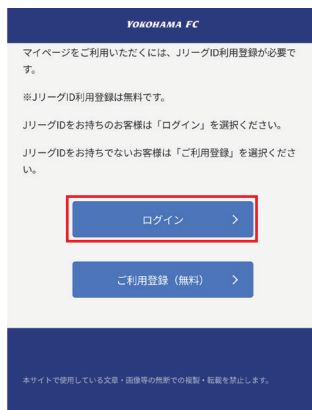 YOKOHAMA FC
マイページをご利用いただくには、JリーグID利用登録が必要で
す。
※JリーグID利用登録は無料です。
JリーグIDをお持ちのお客様は「ログイン」を選択ください。
JリーグIDをお持ちでないお客様は「ご利用登録」を選択くださ
い。
ログイン
ご利用登録（無料）
本サイトで使用している文章・画像等の無断での複製・転載を禁止します。